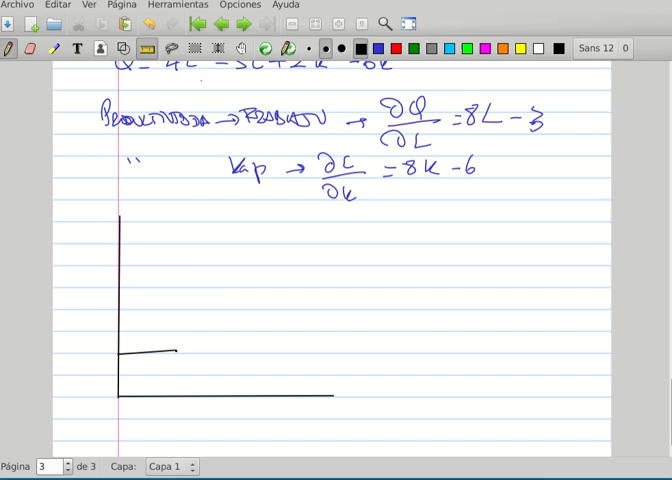 Archivo Editar Ver Página Herramientas Opciones Ayuda
Sans 12 0
→ TRABAJO → ∂Q/∂L = 8L - 3
" Kap → ∂C/∂K = 8K - 6
Página 3 de 3 Capa: Capa 1